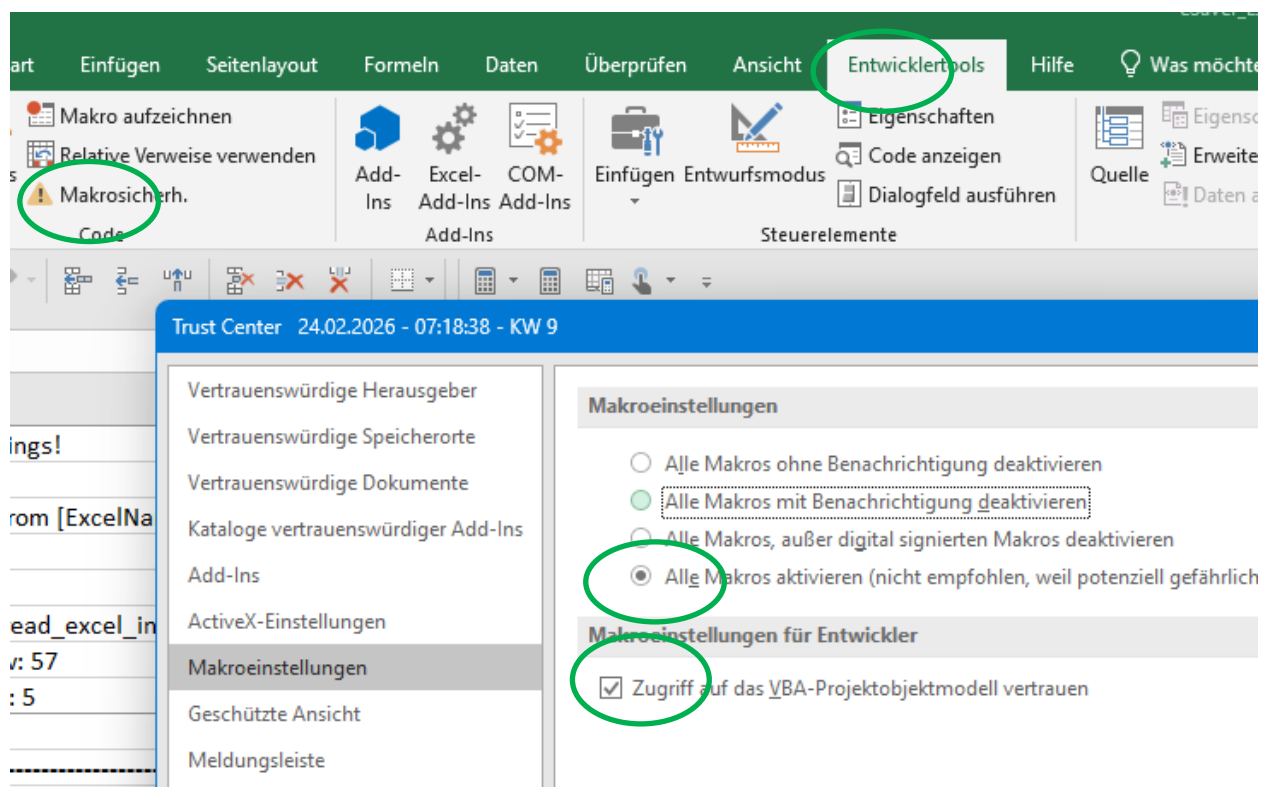 art Einfügen Seitenlayout Formeln Daten Überprüfen Ansicht Entwicklertools Hilfe Was möchte
Makro aufzeichnen
Relative Verweise verwenden
Makrosicherh.
Code
Add-Ins
Excel-Add-Ins
COM-Add-Ins
Add-Ins
Einfügen
Entwurfsmodus
Eigenschaften
Code anzeigen
Dialogfeld ausführen
Steuerelemente
Quelle
Eigensc
Erweite
Daten a
Trust Center 24.02.2026 - 07:18:38 - KW 9
ings!
rom [ExcelNa
ead_excel_in
v: 57
: 5
Vertrauenswürdige Herausgeber
Vertrauenswürdige Speicherorte
Vertrauenswürdige Dokumente
Kataloge vertrauenswürdiger Add-Ins
Add-Ins
ActiveX-Einstellungen
Makroeinstellungen
Geschützte Ansicht
Meldungsleiste
Makroeinstellungen
Alle Makros ohne Benachrichtigung deaktivieren
Alle Makros mit Benachrichtigung deaktivieren
Alle Makros, außer digital signierten Makros deaktivieren
Alle Makros aktivieren (nicht empfohlen, weil potenziell gefährlich
Makroeinstellungen für Entwickler
Zugriff auf das VBA-Projektobjektmodell vertrauen